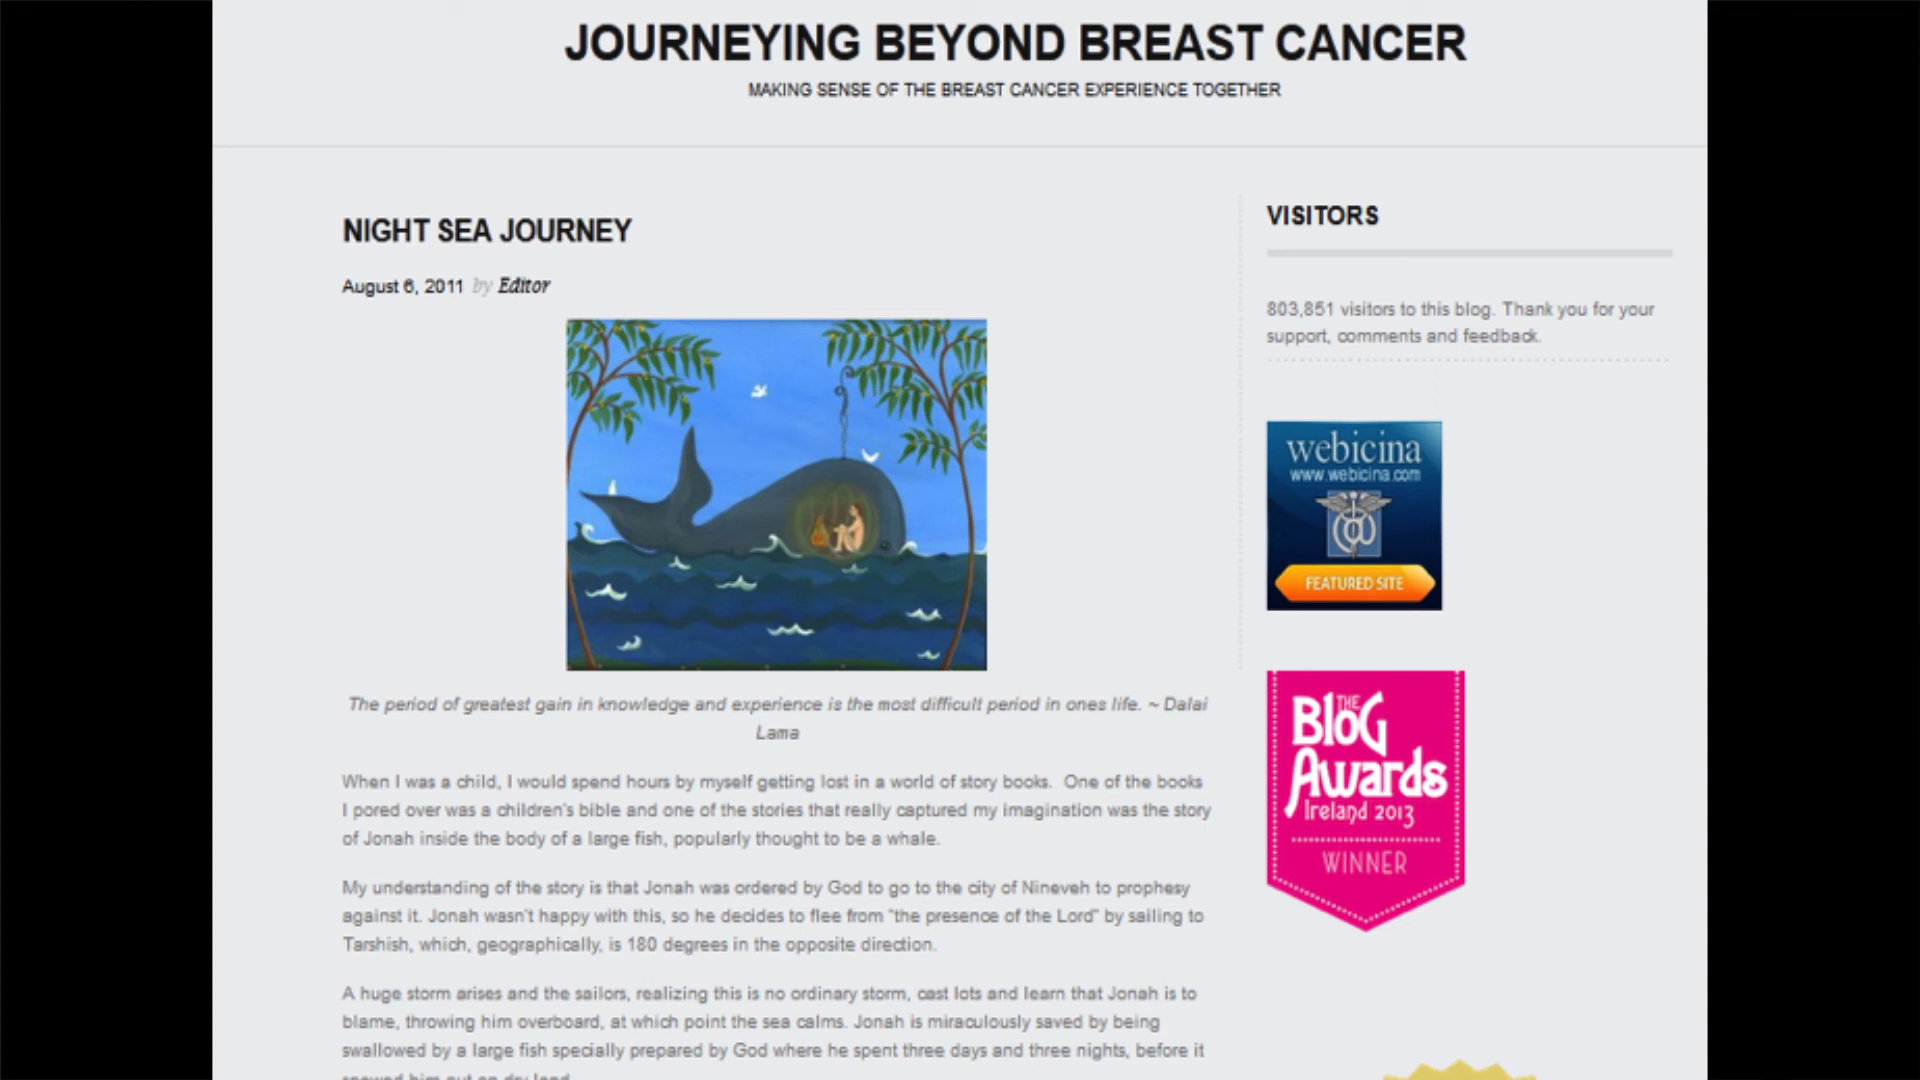 JOURNEYING BEYOND BREAST CANCER
MAKING SENSE OF THE BREAST CANCER EXPERIENCE TOGETHER
NIGHT SEA JOURNEY
August 6, 2011 by Editor
The period of greatest gain in knowledge and experience is the most difficult period in ones life. ~ Dalai
Lama
When I was a child, I would spend hours by myself getting lost in a world of story books. One of the books
I pored over was a children's bible and one of the stories that really captured my imagination was the story
of Jonah inside the body of a large fish, popularly thought to be a whale.
My understanding of the story is that Jonah was ordered by God to go to the city of Nineveh to prophesy
against it. Jonah wasn't happy with this, so he decides to flee from "the presence of the Lord" by sailing to
Tarshish, which, geographically, is 180 degrees in the opposite direction.
A huge storm arises and the sailors, realizing this is no ordinary storm, cast lots and learn that Jonah is to
blame, throwing him overboard, at which point the sea calms. Jonah is miraculously saved by being
swallowed by a large fish specially prepared by God where he spent three days and three nights, before it
spewed him out on dry land
VISITORS
803,851 visitors to this blog. Thank you for your
support, comments and feedback.
webicina
www.webicina.com
@
FEATURED SITE
THE
BloG
Awards
Ireland 2013
WINNER